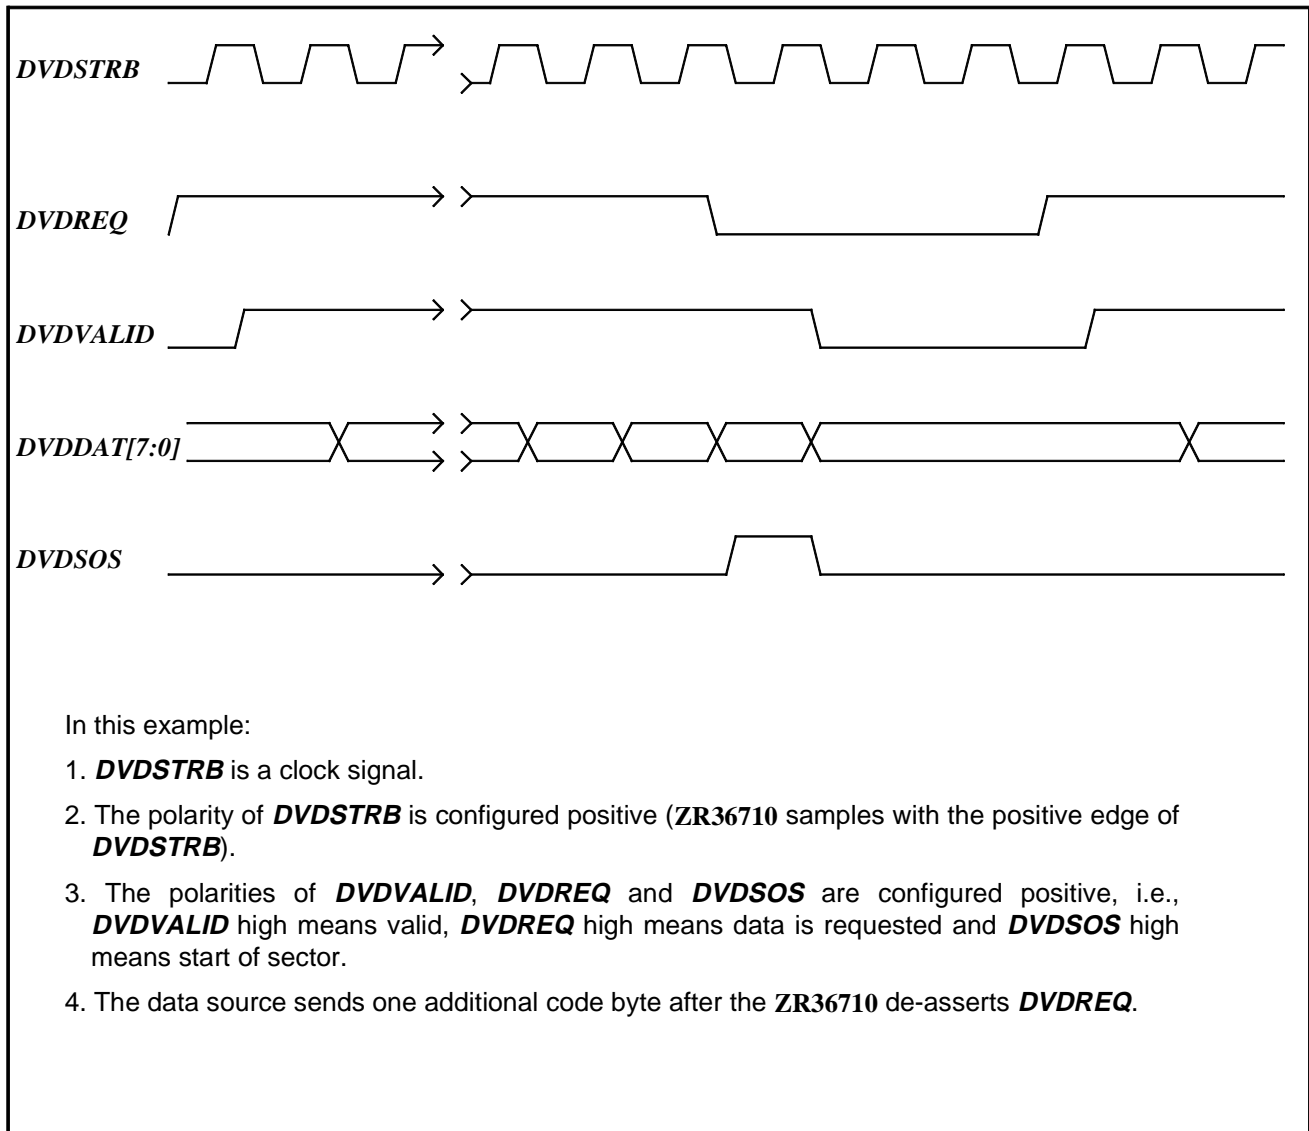 DVDSTRB
DVDREQ
DVDVALID
DVDDAT[7:0]
DVDSOS
In this example:
1. DVDSTRB is a clock signal.
2. The polarity of DVDSTRB is configured positive (ZR36710 samples with the positive edge of
DVDSTRB).
3. The polarities of DVDVALID, DVDREQ and DVDSOS are configured positive, i.e.,
DVDVALID high means valid, DVDREQ high means data is requested and DVDSOS high
means start of sector.
4. The data source sends one additional code byte after the ZR36710 de-asserts DVDREQ.